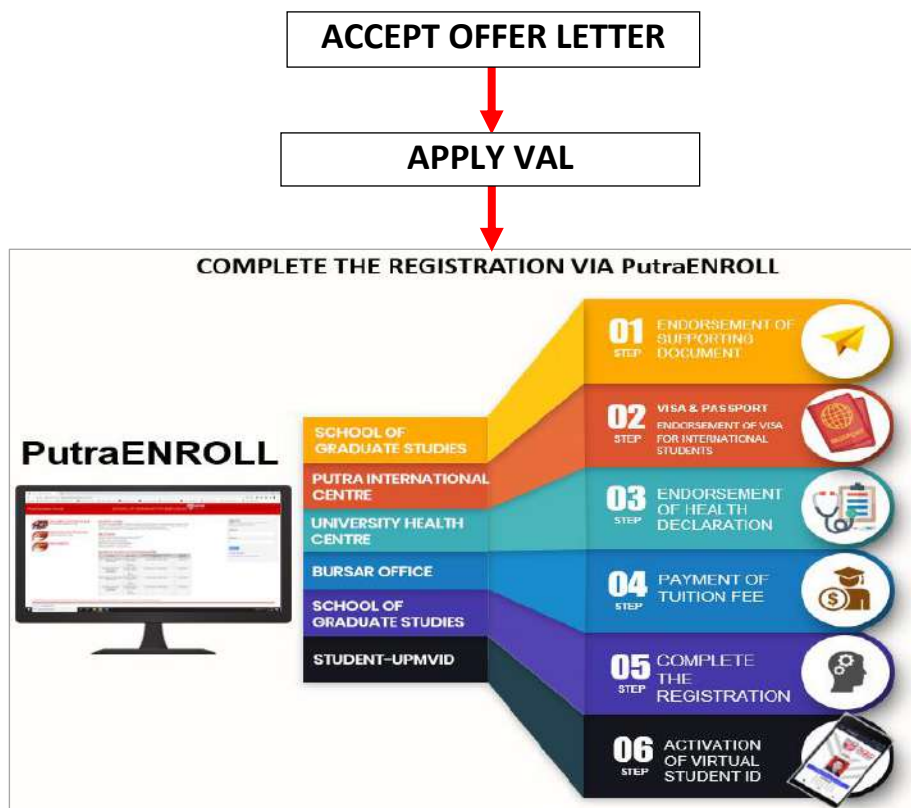 ACCEPT OFFER LETTER
APPLY VAL
COMPLETE THE REGISTRATION VIA PutraENROLL
PutraENROLL
SCHOOL OF
GRADUATE STUDIES
PUTRA INTERNATIONAL
CENTRE
UNIVERSITY HEALTH
CENTRE
BURSAR OFFICE
SCHOOL OF
GRADUATE STUDIES
STUDENT-UPMVID
01
STEP
ENDORSEMENT OF
SUPPORTING
DOCUMENT
02
STEP
VISA & PASSPORT
ENDORSEMENT OF VISA
FOR INTERNATIONAL
STUDENTS
PASSPORT
03
STEP
ENDORSEMENT
OF HEALTH
DECLARATION
04
STEP
PAYMENT OF
TUITION FEE
$
05
STEP
COMPLETE
THE
REGISTRATION
06
STEP
ACTIVATION
OF VIRTUAL
STUDENT ID